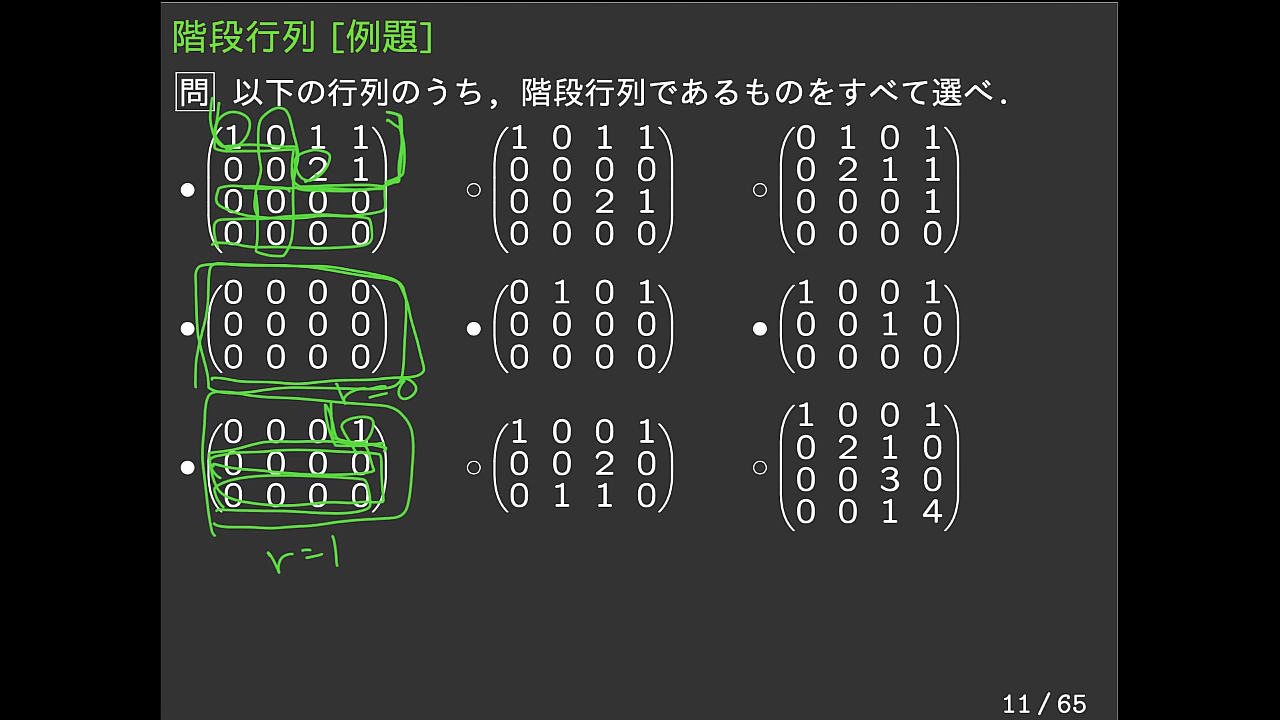 階段行列 [例題]
問 以下の行列のうち, 階段行列であるものをすべて選べ.
● (1 0 1 1
0 0 2 1
0 0 0 0
0 0 0 0)
○ (1 0 1 1
0 0 0 0
0 0 2 1
0 0 0 0)
○ (0 1 0 1
0 2 1 1
0 0 0 1
0 0 0 0)
● (0 0 0 0
0 0 0 0
0 0 0 0)
r=0
● (0 1 0 1
0 0 0 0
0 0 0 0)
● (1 0 0 1
0 0 1 0
0 0 0 0)
● (0 0 0 1
0 0 0 0
0 0 0 0)
r=1
○ (1 0 0 1
0 0 2 0
0 1 1 0)
○ (1 0 0 1
0 2 1 0
0 0 3 0
0 0 1 4)
11/65